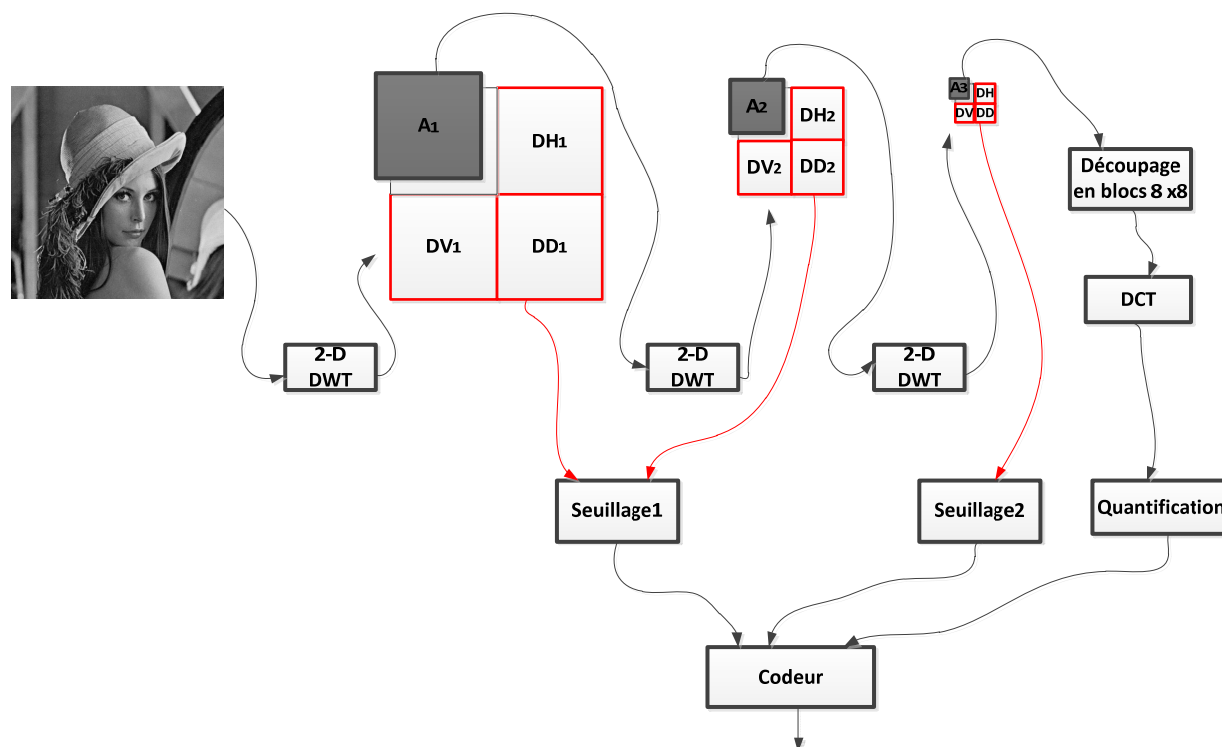 A1
DH1
DV1
DD1
A2
DH2
DV2
DD2
A3
DH
DV
DD
Découpage
en blocs 8 x8
DCT
2-D
DWT
2-D
DWT
2-D
DWT
Seuillage1
Seuillage2
Quantification
Codeur